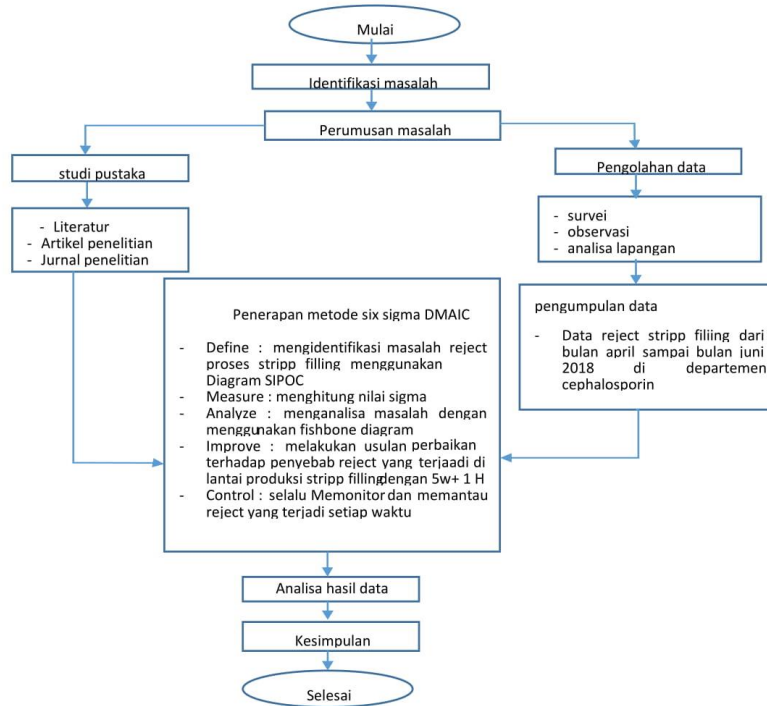 Mulai
Identifikasi masalah
Perumusan masalah
studi pustaka
- Literatur
- Artikel penelitian
- Jurnal penelitian
Pengolahan data
- survei
- observasi
- analisa lapangan
pengumpulan data
- Data reject stripp filiing dari
bulan april sampai bulan juni
2018 di departemen
cephalosporin
Penerapan metode six sigma DMAIC
- Define : mengidentifikasi masalah reject
proses stripp filling menggunakan
Diagram SIPOC
- Measure : menghitung nilai sigma
- Analyze : menganalisa masalah dengan
menggunakan fishbone diagram
- Improve : melakukan usulan perbaikan
terhadap penyebab reject yang terjaadi di
lantai produksi stripp filling dengan 5w+ 1 H
- Control : selalu Memonitor dan memantau
reject yang terjadi setiap waktu
Analisa hasil data
Kesimpulan
Selesai